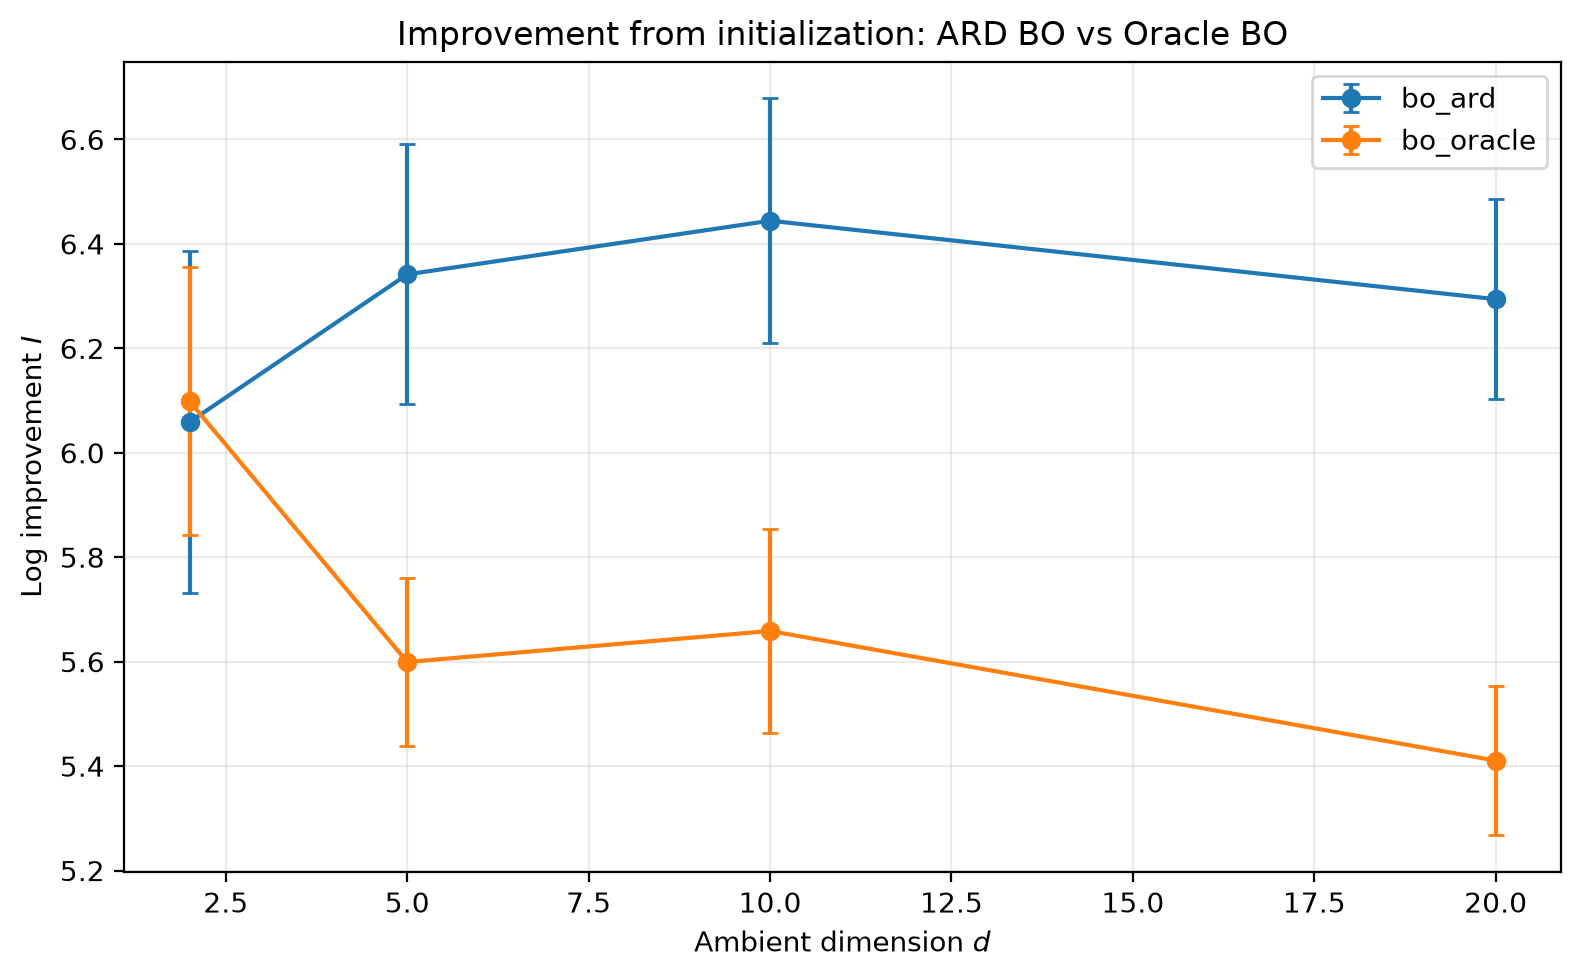 Improvement from initialization: ARD BO vs Oracle BO
bo_ard
bo_oracle
Log improvement I
6.6
6.4
6.2
6.0
5.8
5.6
5.4
5.2
2.5 5.0 7.5 10.0 12.5 15.0 17.5 20.0
Ambient dimension d